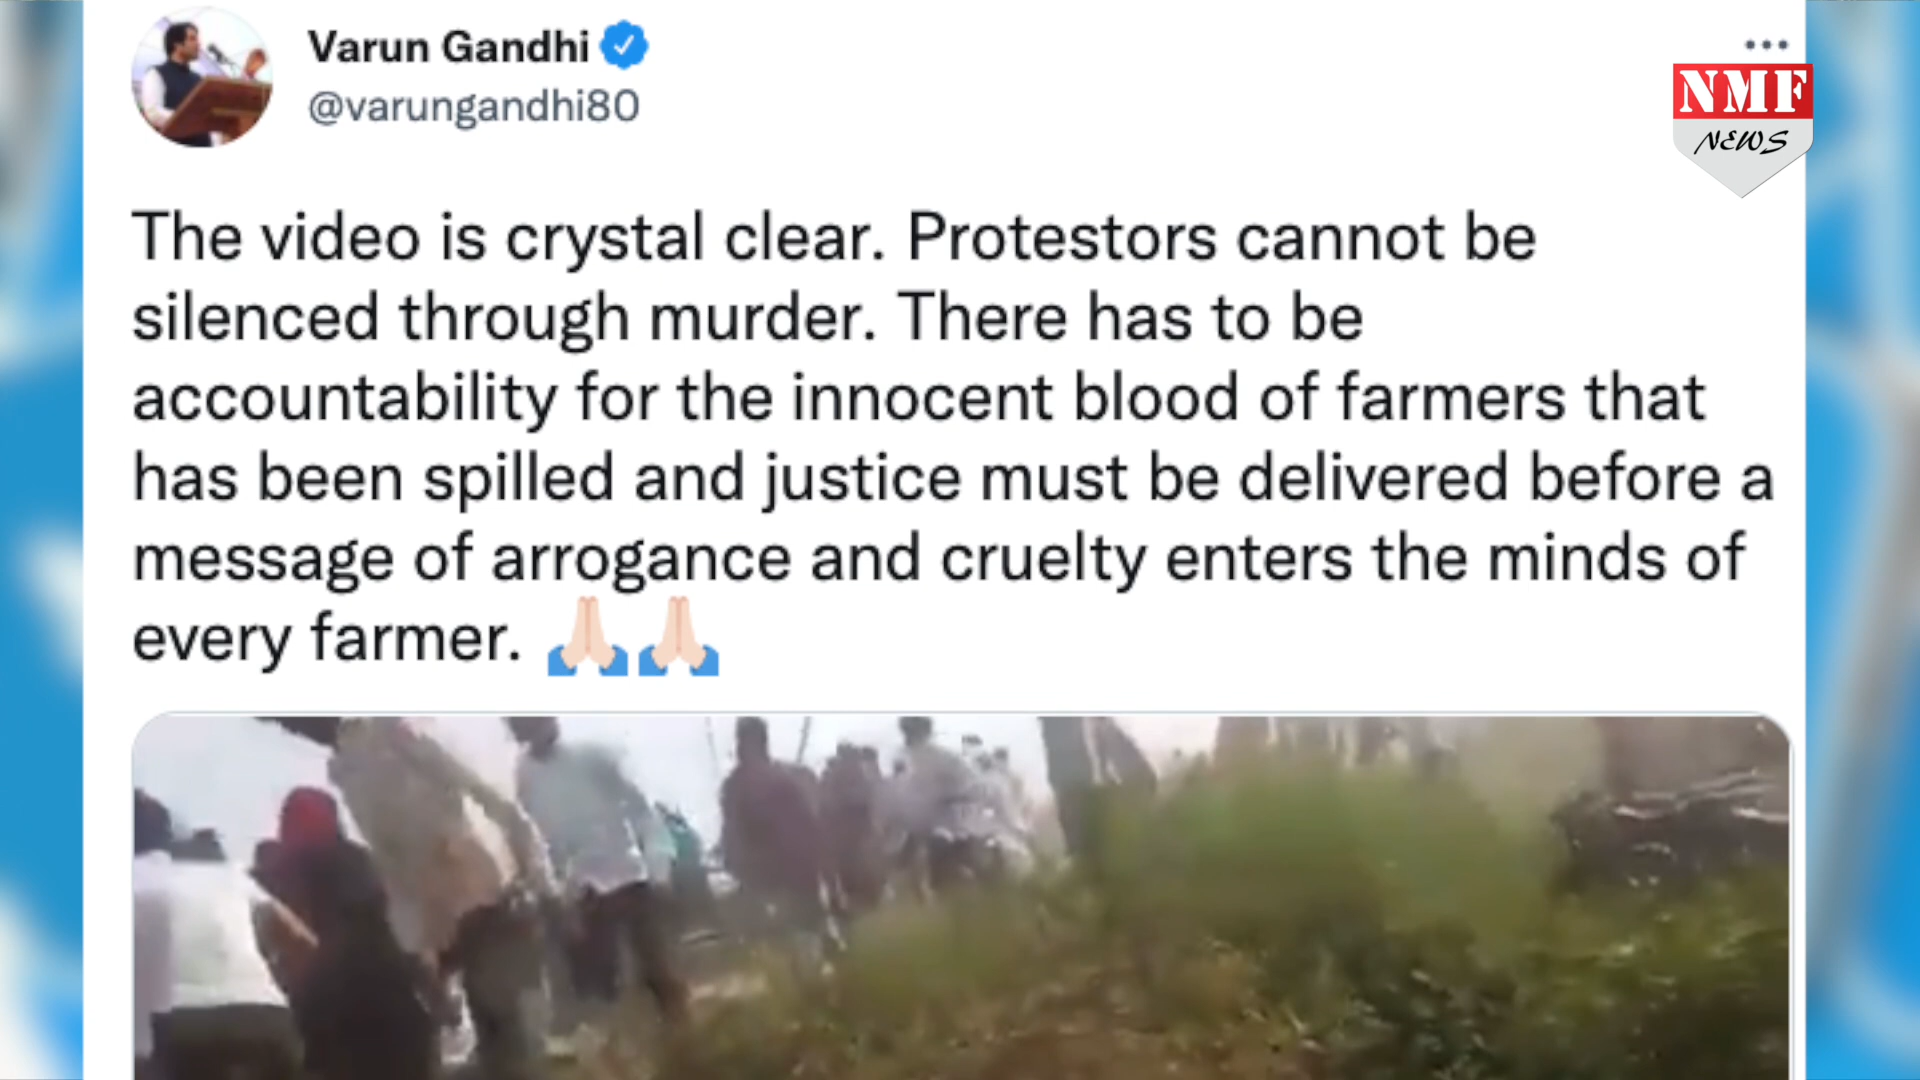 Varun Gandhi
@varungandhi80
NMF
NEWS
The video is crystal clear. Protestors cannot be
silenced through murder. There has to be
accountability for the innocent blood of farmers that
has been spilled and justice must be delivered before a
message of arrogance and cruelty enters the minds of
every farmer. 🙏🏻🙏🏻